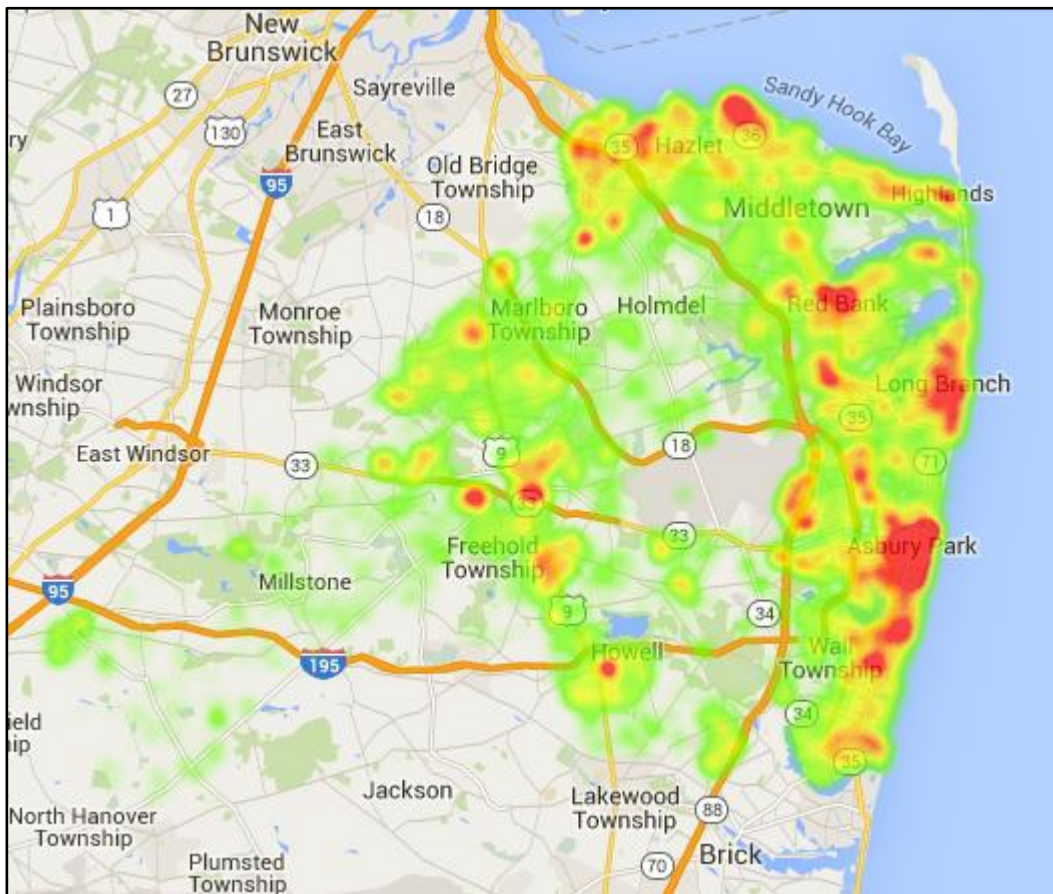 New
Brunswick
Sayreville
27
130
East
Brunswick
ry
35
Hazlet
36
Sandy Hook
Bay
95
Old Bridge
Township
Highlands
1
18
Middletown
Plainsboro
Township
Monroe
Township
Marlboro
Township
Holmdel
Red Bank
Windsor
wnship
Long Branch
35
East Windsor
33
9
18
71
33
33
Asbury Park
Freehold
Township
95
Millstone
9
34
195
Howell
Wall
Township
34
ield
ip
35
Jackson
Lakewood
Township
88
North Hanover
Township
Brick
Plumsted
Township
70